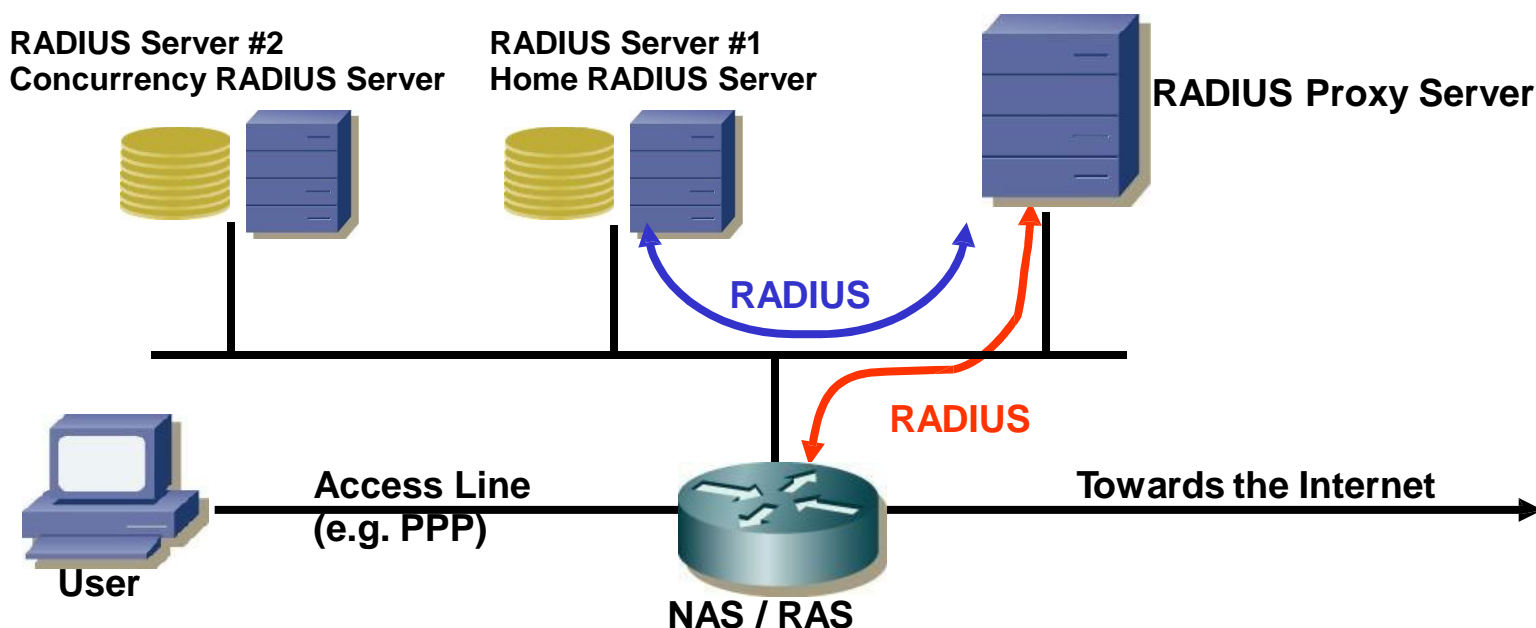 RADIUS Server #2
Concurrency RADIUS Server
RADIUS Server #1
Home RADIUS Server
RADIUS Proxy Server
RADIUS
RADIUS
Access Line
(e.g. PPP)
Towards the Internet
User
NAS / RAS